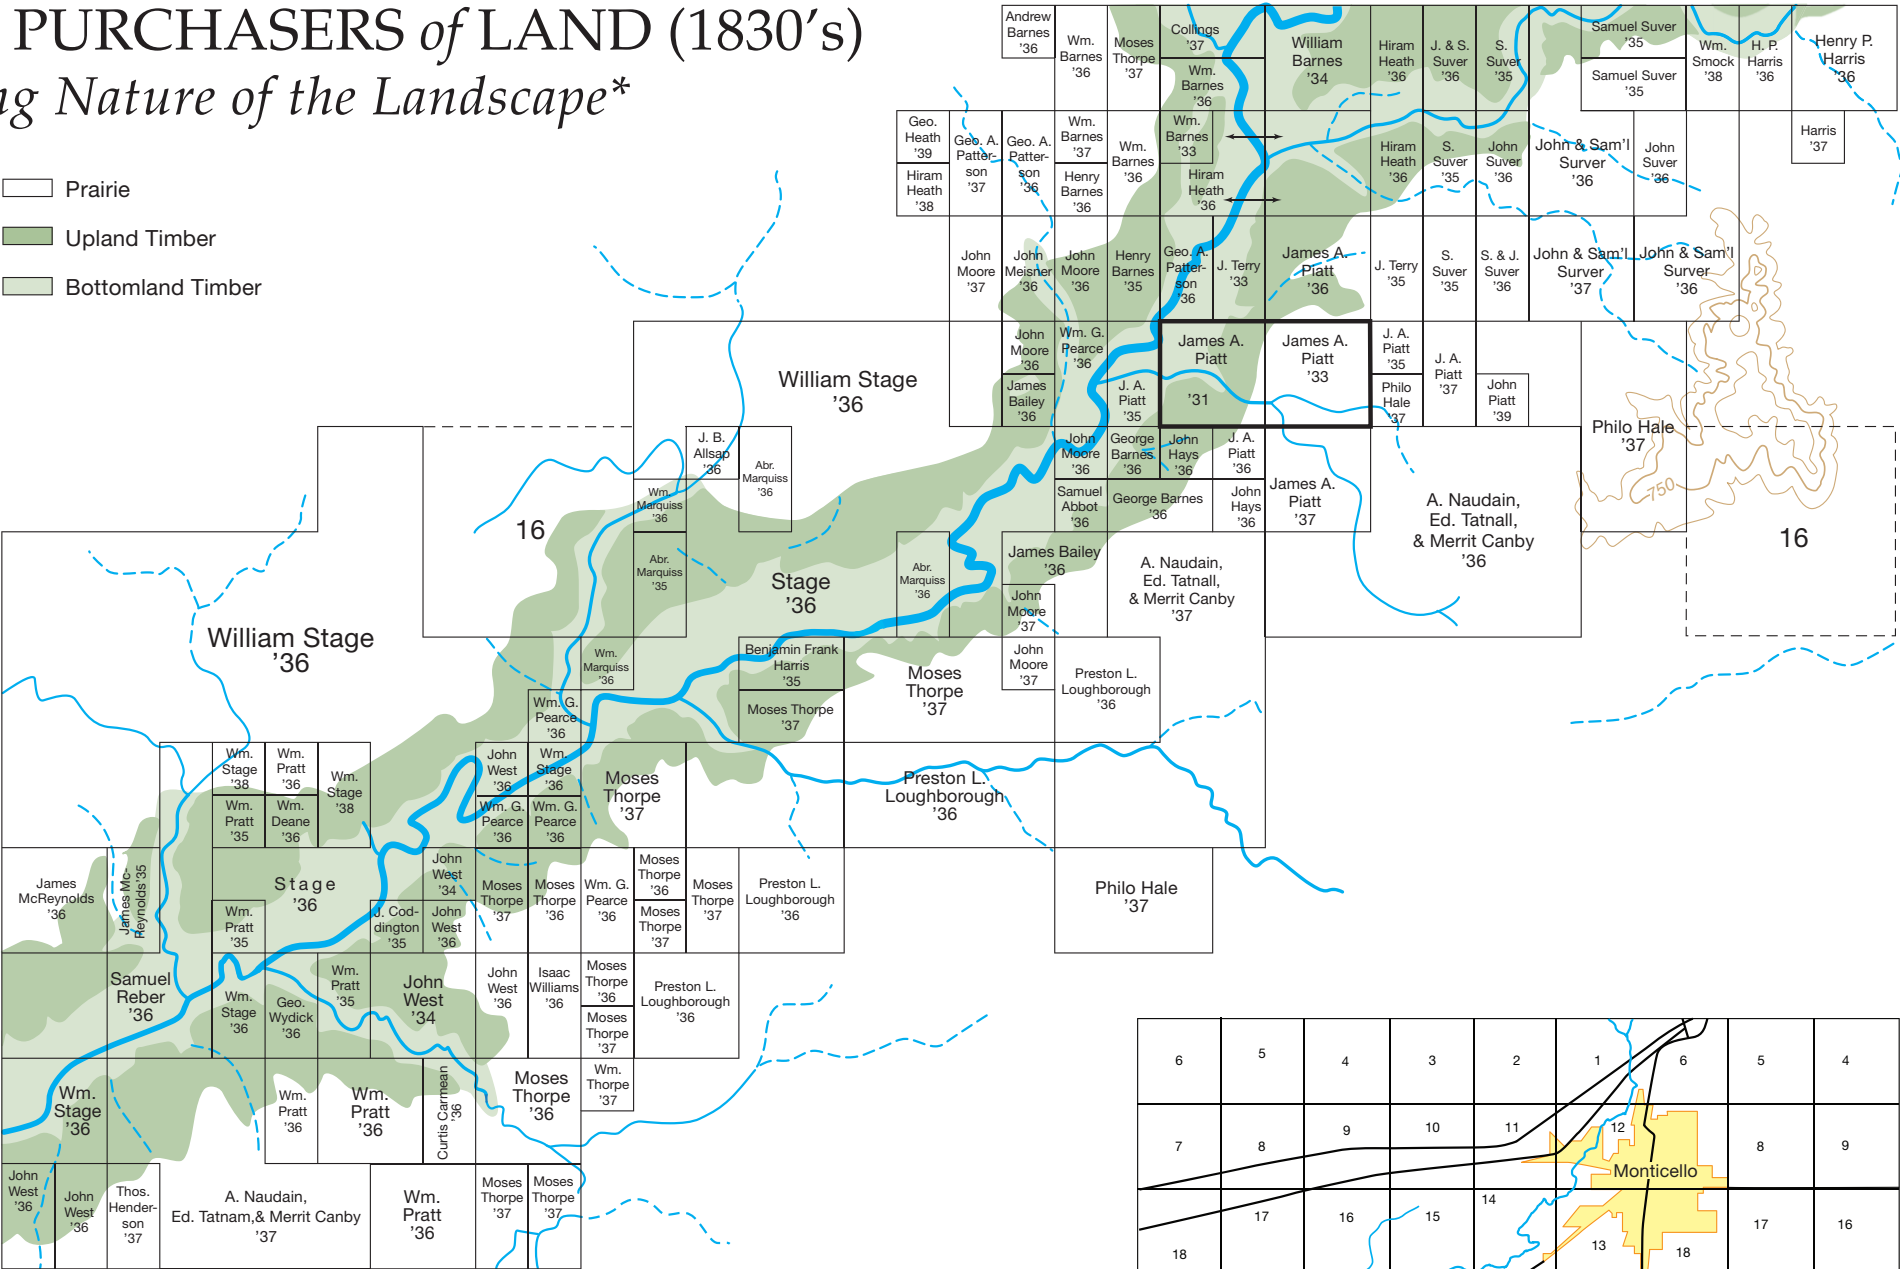 PURCHASERS of LAND (1830's)
ng Nature of the Landscape*
Prairie
Upland Timber
Bottomland Timber
Andrew
Barnes
'36
Wm.
Barnes
'36
Moses
Thorpe
'37
Collings
'37
Wm.
Barnes
'36
William
Barnes
'34
Hiram
Heath
'36
J. & S.
Suver
'36
S.
Suver
'35
Samuel Suver
'35
Samuel Suver
'35
Wm.
Smock
'38
H. P.
Harris
'36
Henry P.
Harris
'36
Geo.
Heath
'39
Hiram
Heath
'38
Geo. A.
Patter-
son
'37
Geo. A.
Patter-
son
'36
Wm.
Barnes
'37
Henry
Barnes
'36
Wm.
Barnes
'36
Wm.
Barnes
'33
Hiram
Heath
'36
Hiram
Heath
'36
S.
Suver
'35
John
Suver
'36
John & Sam'l
Surver
'36
John
Suver
'36
Harris
'37
John
Moore
'37
John
Meisner
'36
John
Moore
'36
Henry
Barnes
'35
Geo. A.
Patter-
son
'36
J. Terry
'33
James A.
Piatt
'36
J. Terry
'35
S.
Suver
'35
S. & J.
Suver
'36
John & Sam'l
Surver
'37
John & Sam'l
Surver
'36
William Stage
'36
John
Moore
'36
James
Bailey
'36
Wm. G.
Pearce
'36
J. A.
Piatt
'35
James A.
Piatt
'31
James A.
Piatt
'33
J. A.
Piatt
'35
Philo
Hale
'37
J. A.
Piatt
'37
John
Piatt
'39
Philo Hale
'37
750
16
J. B.
Allsap
'36
Abr.
Marquiss
'36
Wm.
Marquiss
'36
Abr.
Marquiss
'35
16
John
Moore
'36
George
Barnes
'36
John
Hays
'36
J. A.
Piatt
'36
Samuel
Abbot
'36
George Barnes
'36
John
Hays
'36
James A.
Piatt
'37
A. Naudain,
Ed. Tatnall,
& Merrit Canby
'36
William Stage
'36
Stage
'36
Abr.
Marquiss
'36
James Bailey
'36
John
Moore
'37
A. Naudain,
Ed. Tatnall,
& Merrit Canby
'37
Wm.
Marquiss
'36
Benjamin Frank
Harris
'35
Moses Thorpe
'37
Moses
Thorpe
'37
John
Moore
'37
Preston L.
Loughborough
'36
Wm. G.
Pearce
'36
Wm.
Stage
'38
Wm.
Pratt
'36
Wm.
Stage
'38
Wm.
Pratt
'35
Wm.
Deane
'36
John
West
'36
Wm.
Stage
'36
Wm. G.
Pearce
'36
Wm. G.
Pearce
'36
Moses
Thorpe
'37
Preston L.
Loughborough
'36
James
McReynolds
'36
James Mc-
Reynolds'35
Stage
'36
Wm.
Pratt
'35
John
West
'34
J. Cod-
dington
'35
John
West
'36
Moses
Thorpe
'37
Moses
Thorpe
'36
Wm. G.
Pearce
'36
Moses
Thorpe
'36
Moses
Thorpe
'37
Moses
Thorpe
'37
Preston L.
Loughborough
'36
Philo Hale
'37
Samuel
Reber
'36
Wm.
Stage
'36
Geo.
Wydick
'36
Wm.
Pratt
'35
John
West
'34
John
West
'36
Isaac
Williams
'36
Moses
Thorpe
'36
Moses
Thorpe
'37
Preston L.
Loughborough
'36
Wm.
Stage
'36
Wm.
Pratt
'36
Wm.
Pratt
'36
Curtis Carmean
'36
Moses
Thorpe
'36
Wm.
Thorpe
'37
John
West
'36
John
West
'36
Thos.
Hender-
son
'37
A. Naudain,
Ed. Tatnam,& Merrit Canby
'37
Wm.
Pratt
'36
Moses
Thorpe
'37
Moses
Thorpe
'37
6 5 4 3 2 1 6 5 4
7 8 9 10 11 12 8 9
Monticello
18 17 16 15 14 13 18 17 16